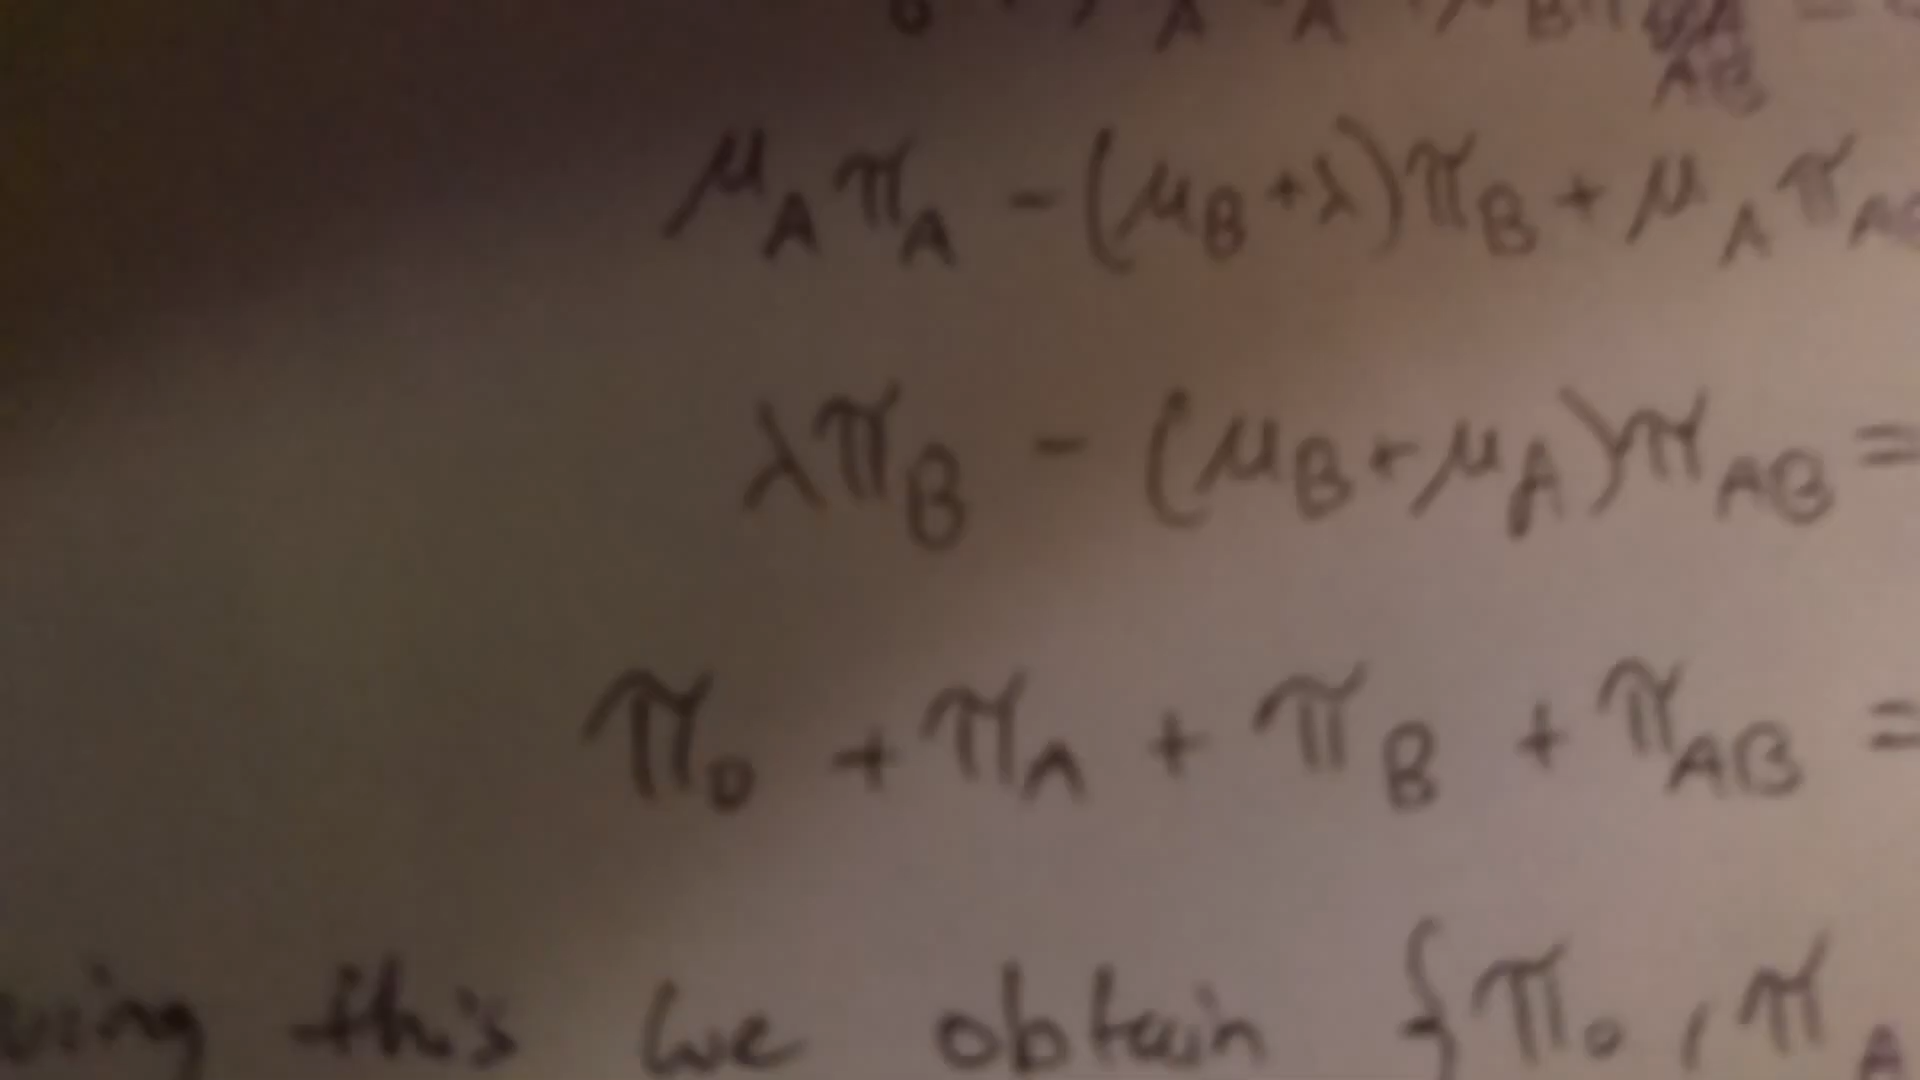 μ_A π_A - (μ_B + λ) π_B + μ_A π_AB
λ π_B - (μ_B + μ_A) π_AB =
π_0 + π_A + π_B + π_AB =
this we obtain {π_0, π_A